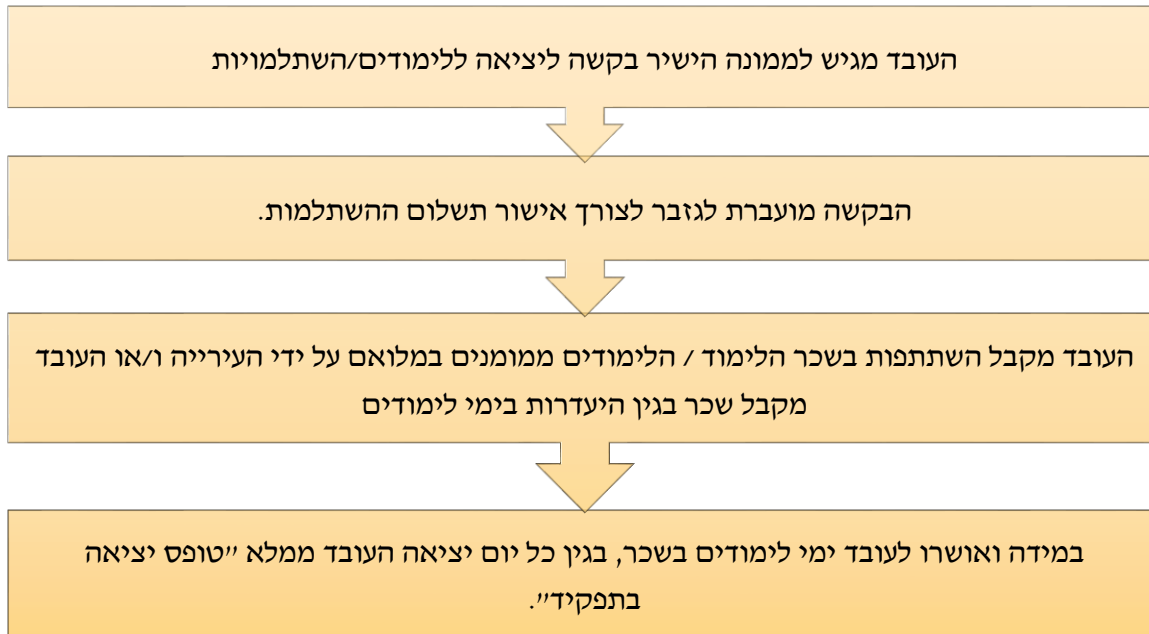 העובד מגיש לממונה הישיר בקשה ליציאה ללימודים/השתלמויות
הבקשה מועברת לגזבר לצורך אישור תשלום ההשתלמות.
העובד מקבל השתתפות בשכר הלימוד / הלימודים ממומנים במלואם על ידי העירייה ו/או העובד
מקבל שכר בגין היעדרות בימי לימודים
במידה ואושרו לעובד ימי לימודים בשכר, בגין כל יום יציאה העובד ממלא "טופס יציאה
בתפקיד".